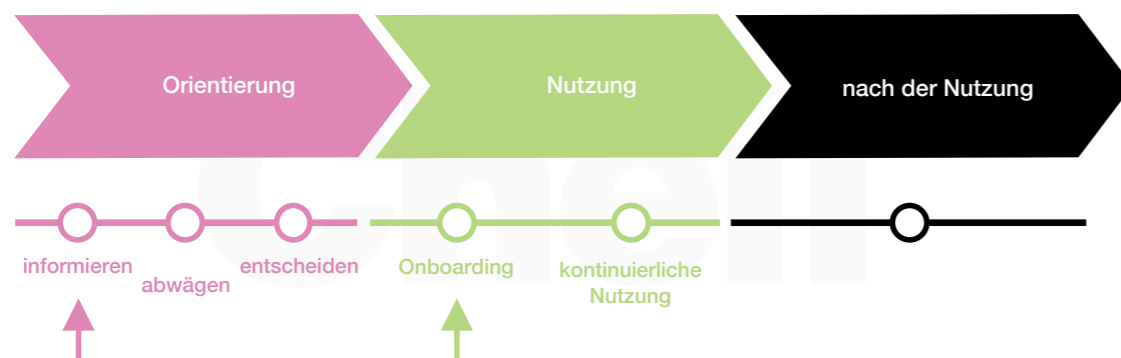 Orientierung
Nutzung
nach der Nutzung
informieren
abwägen
entscheiden
Onboarding
kontinuierliche
Nutzung